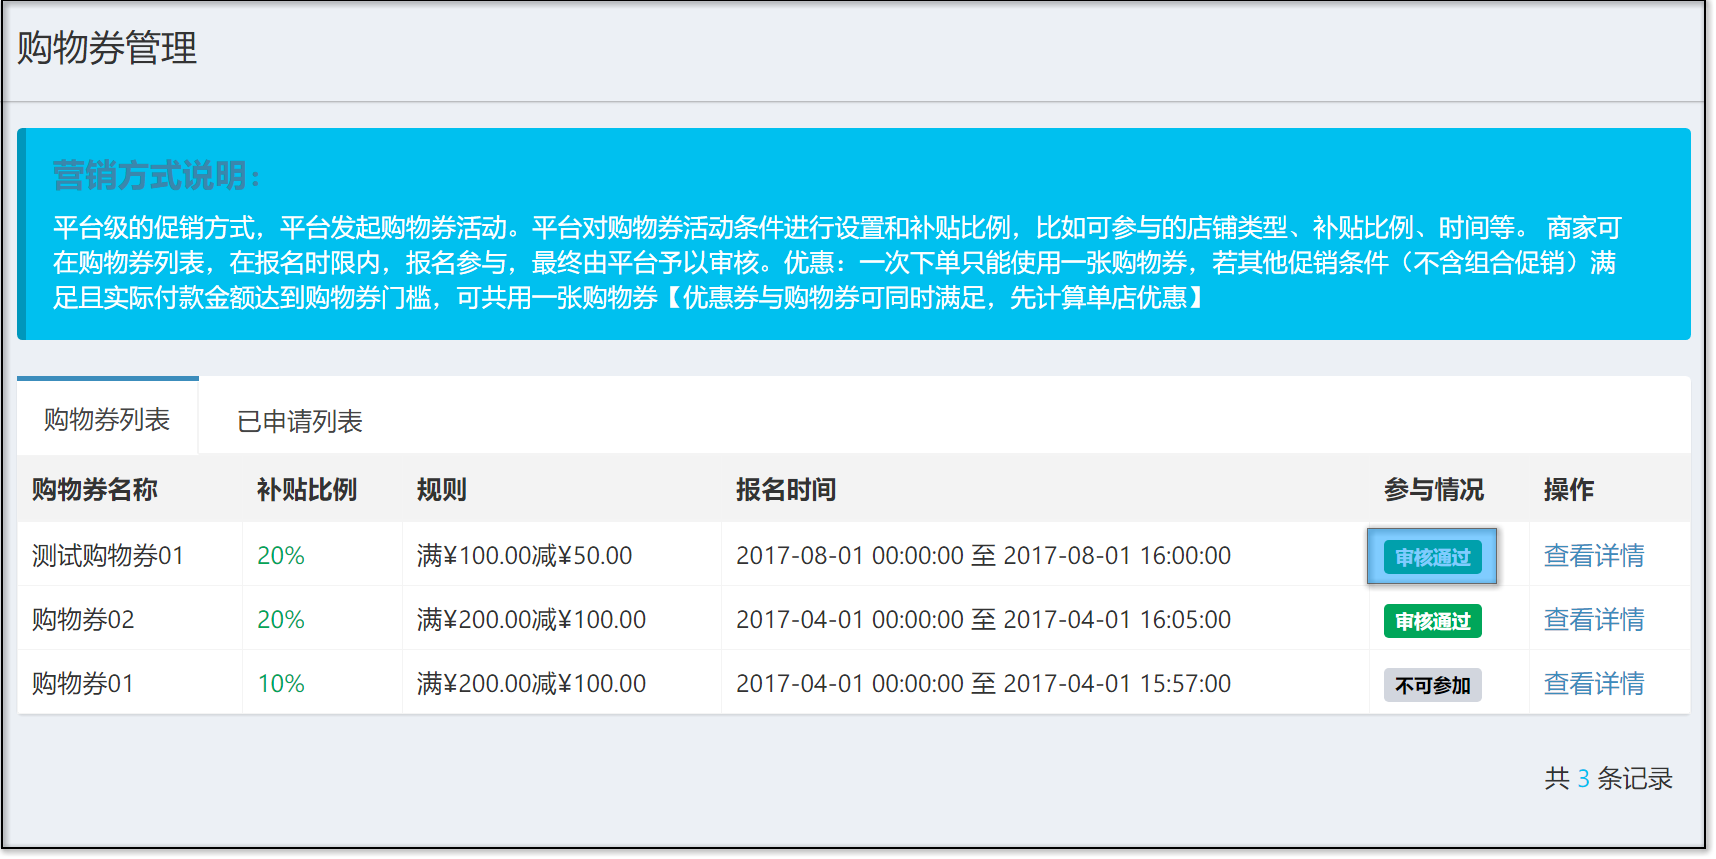 购物券管理
营销方式说明：
平台级的促销方式，平台发起购物券活动。平台对购物券活动条件进行设置和补贴比例，比如可参与的店铺类型、补贴比例、时间等。 商家可
在购物券列表，在报名时限内，报名参与，最终由平台予以审核。优惠：一次下单只能使用一张购物券，若其他促销条件（不含组合促销）满
足且实际付款金额达到购物券门槛，可共用一张购物券【优惠券与购物券可同时满足，先计算单店优惠】
购物券列表 已申请列表
购物券名称 补贴比例 规则 报名时间 参与情况 操作
测试购物券01 20% 满¥100.00减¥50.00 2017-08-01 00:00:00 至 2017-08-01 16:00:00 审核通过 查看详情
购物券02 20% 满¥200.00减¥100.00 2017-04-01 00:00:00 至 2017-04-01 16:05:00 审核通过 查看详情
购物券01 10% 满¥200.00减¥100.00 2017-04-01 00:00:00 至 2017-04-01 15:57:00 不可参加 查看详情
共 3 条记录